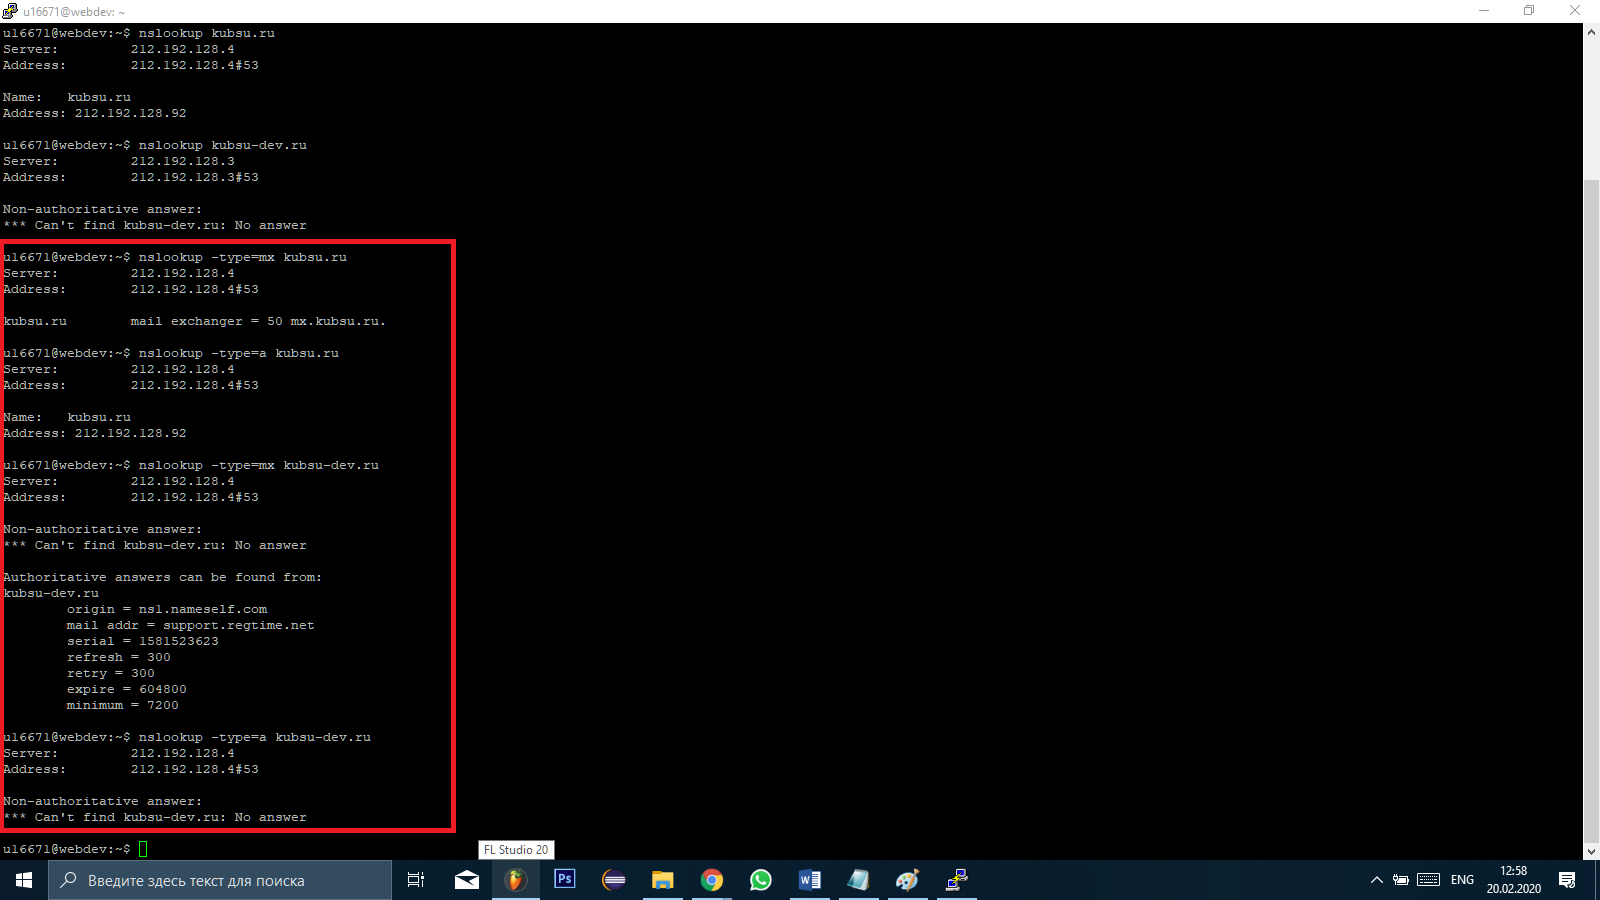 u16671@webdev: ~
u16671@webdev:~$ nslookup kubsu.ru
Server:         212.192.128.4
Address:        212.192.128.4#53
Name:   kubsu.ru
Address: 212.192.128.92
u16671@webdev:~$ nslookup kubsu-dev.ru
Server:         212.192.128.3
Address:        212.192.128.3#53
Non-authoritative answer:
*** Can't find kubsu-dev.ru: No answer
u16671@webdev:~$ nslookup -type=mx kubsu.ru
Server:         212.192.128.4
Address:        212.192.128.4#53
kubsu.ru        mail exchanger = 50 mx.kubsu.ru.
u16671@webdev:~$ nslookup -type=a kubsu.ru
Server:         212.192.128.4
Address:        212.192.128.4#53
Name:   kubsu.ru
Address: 212.192.128.92
u16671@webdev:~$ nslookup -type=mx kubsu-dev.ru
Server:         212.192.128.4
Address:        212.192.128.4#53
Non-authoritative answer:
*** Can't find kubsu-dev.ru: No answer
Authoritative answers can be found from:
kubsu-dev.ru
        origin = ns1.nameself.com
        mail addr = support.regtime.net
        serial = 1581523623
        refresh = 300
        retry = 300
        expire = 604800
        minimum = 7200
u16671@webdev:~$ nslookup -type=a kubsu-dev.ru
Server:         212.192.128.4
Address:        212.192.128.4#53
Non-authoritative answer:
*** Can't find kubsu-dev.ru: No answer
u16671@webdev:~$
FL Studio 20
Введите здесь текст для поиска
Ps
W
ENG
12:58
20.02.2020